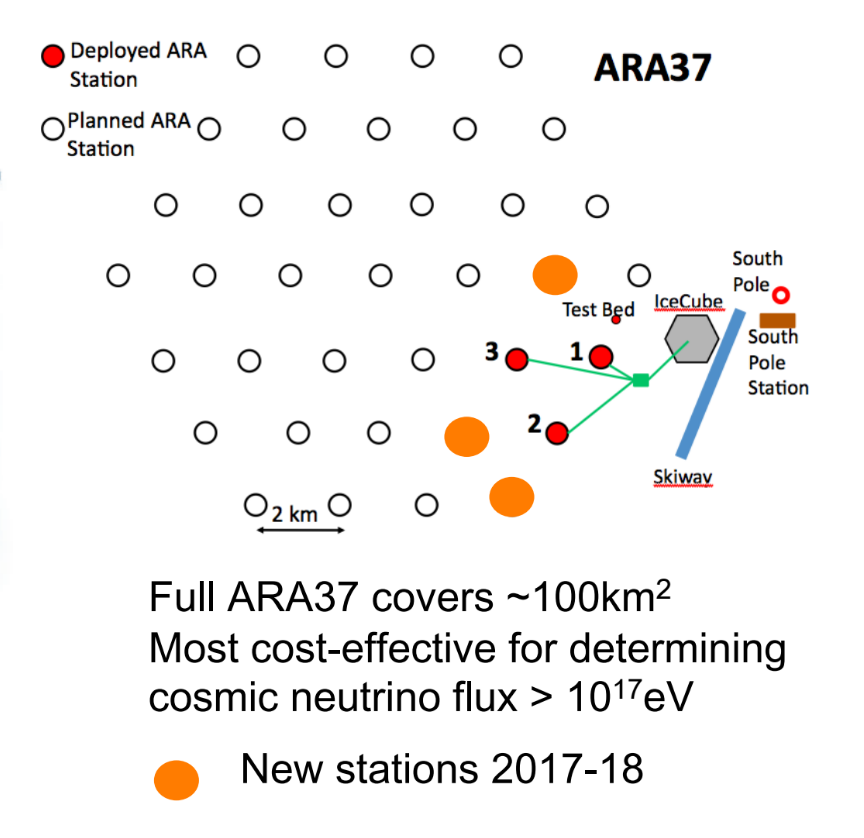 Deployed ARA
Station
ARA37
Planned ARA
Station
South
Pole
IceCube
Test Bed
South
Pole
Station
3
1
2
Skiway
2 km
Full ARA37 covers ~100km²
Most cost-effective for determining
cosmic neutrino flux > 10¹⁷eV
New stations 2017-18